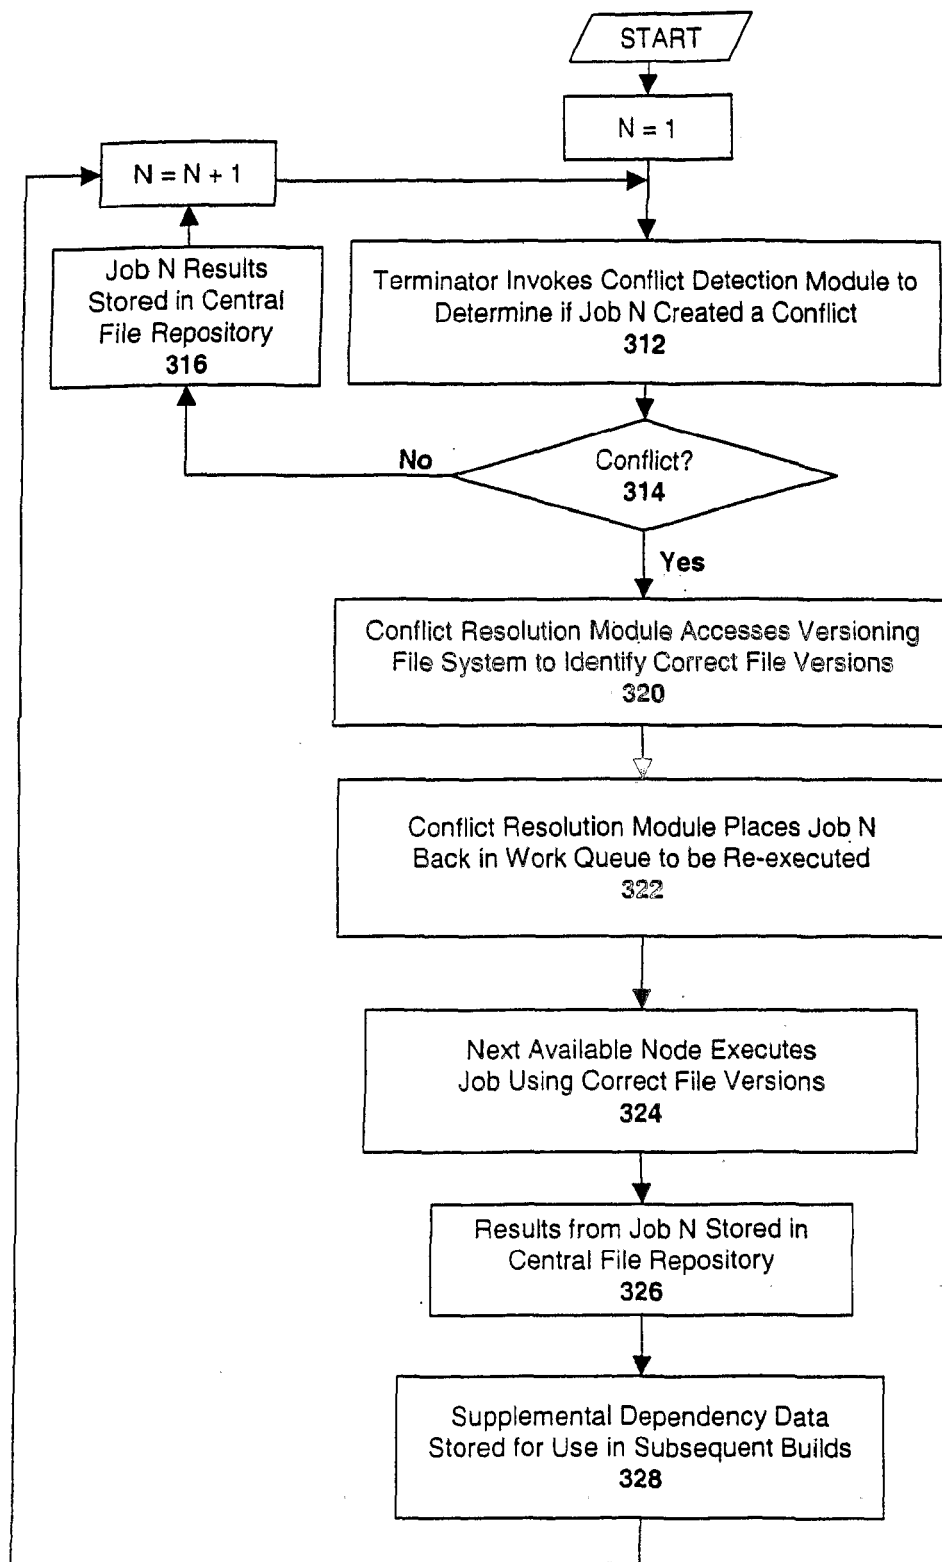 START
N = 1
N = N + 1
Job N Results
Stored in Central
File Repository
316
Terminator Invokes Conflict Detection Module to
Determine if Job N Created a Conflict
312
No
Conflict?
314
Yes
Conflict Resolution Module Accesses Versioning
File System to Identify Correct File Versions
320
Conflict Resolution Module Places Job N
Back in Work Queue to be Re-executed
322
Next Available Node Executes
Job Using Correct File Versions
324
Results from Job N Stored in
Central File Repository
326
Supplemental Dependency Data
Stored for Use in Subsequent Builds
328